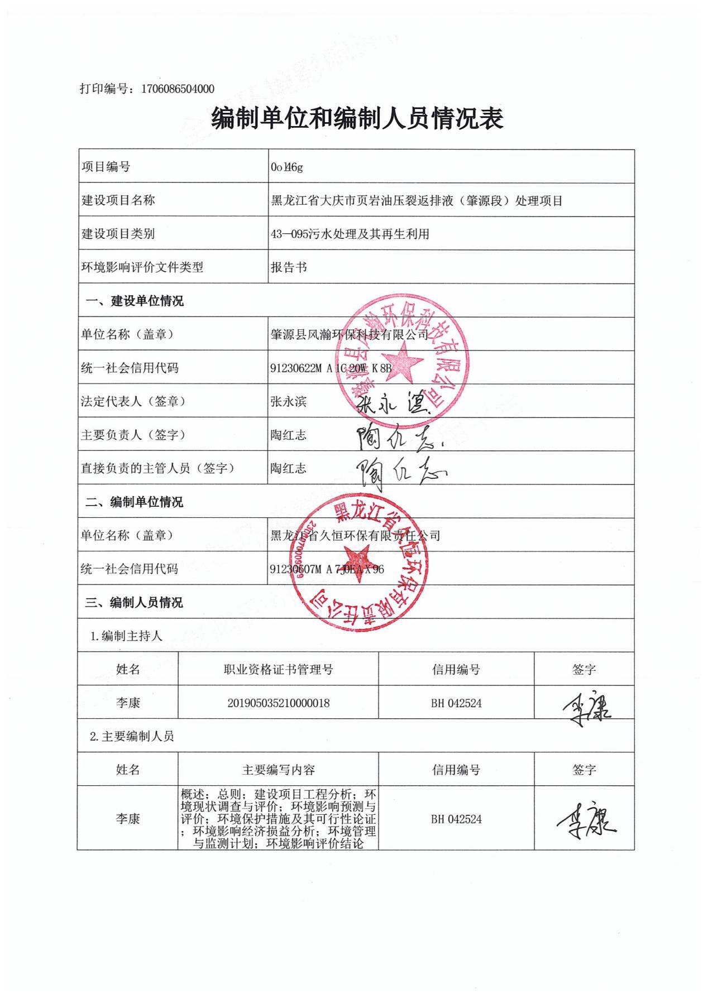 打印编号：1706086504000
编制单位和编制人员情况表
项目编号 0ol46g
建设项目名称 黑龙江省大庆市页岩油压裂返排液（肇源段）处理项目
建设项目类别 43—095污水处理及其再生利用
环境影响评价文件类型 报告书
一、建设单位情况
单位名称（盖章） 肇源县风瀚环保科技有限公司
统一社会信用代码 91230622MA1C20WK8B
法定代表人（签章） 张永滨 张永滨
主要负责人（签字） 陶红志 陶红志
直接负责的主管人员（签字） 陶红志 陶红志
肇源县风瀚环保科技有限公司
二、编制单位情况
单位名称（盖章） 黑龙江省久恒环保有限责任公司
统一社会信用代码 91230607MA7J0EAX96
黑龙江省久恒环保有限责任公司
三、编制人员情况
1.编制主持人
姓名 职业资格证书管理号 信用编号 签字
李康 201905035210000018 BH042524 李康
2.主要编制人员
姓名 主要编写内容 信用编号 签字
概述；总则；建设项目工程分析；环
境现状调查与评价；环境影响预测与
李康 评价；环境保护措施及其可行性论证 BH042524 李康
；环境影响经济损益分析；环境管理
与监测计划；环境影响评价结论